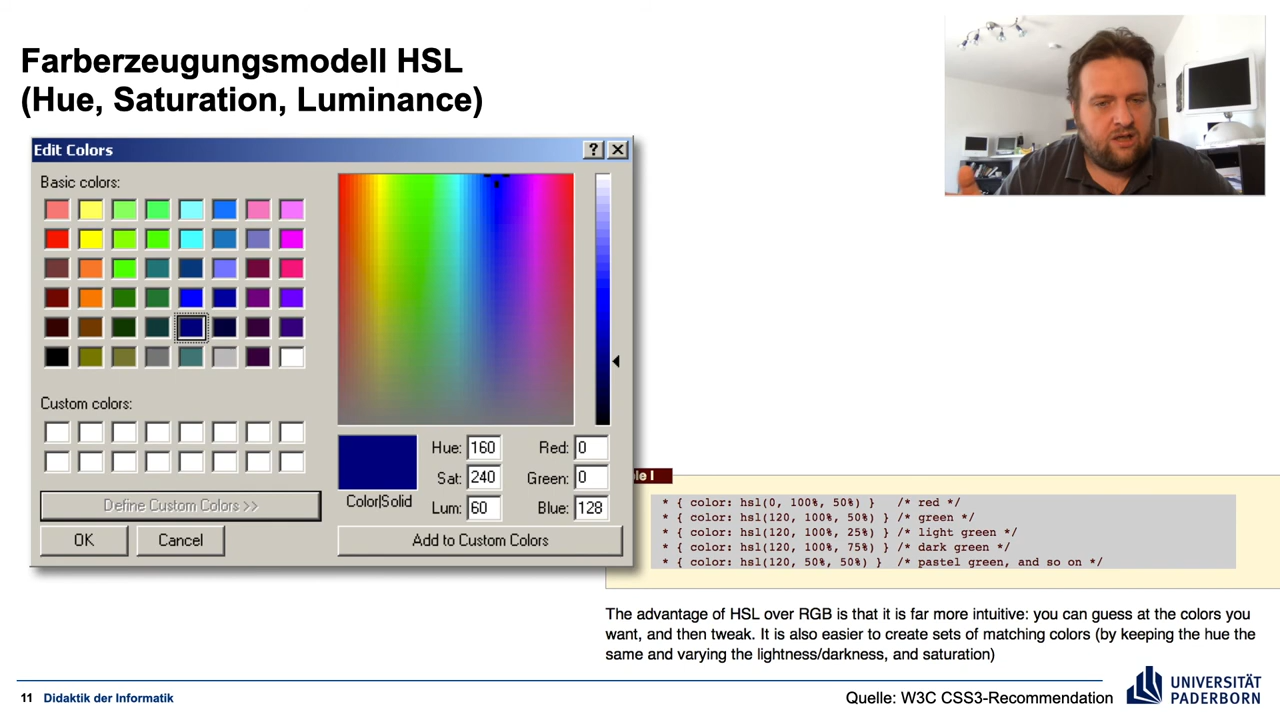 Farberzeugungsmodell HSL
(Hue, Saturation, Luminance)
Edit Colors
Basic colors:
Custom colors:
Define Custom Colors >>
OK Cancel
Color|Solid
Hue: 160 Red: 0
Sat: 240 Green: 0
Lum: 60 Blue: 128
Add to Custom Colors
le I
* { color: hsl(0, 100%, 50%) } /* red */
* { color: hsl(120, 100%, 50%) } /* green */
* { color: hsl(120, 100%, 25%) } /* light green */
* { color: hsl(120, 100%, 75%) } /* dark green */
* { color: hsl(120, 50%, 50%) } /* pastel green, and so on */
The advantage of HSL over RGB is that it is far more intuitive: you can guess at the colors you
want, and then tweak. It is also easier to create sets of matching colors (by keeping the hue the
same and varying the lightness/darkness, and saturation)
11 Didaktik der Informatik
Quelle: W3C CSS3-Recommendation
UNIVERSITÄT
PADERBORN